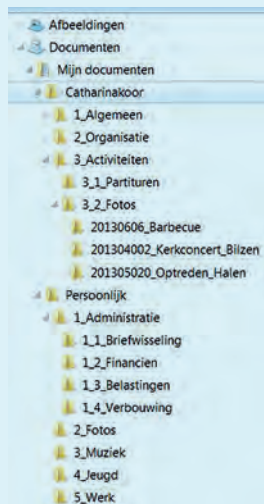 Afbeeldingen
Documenten
Mijn documenten
Catharinakoor
1_Algemeen
2_Organisatie
3_Activiteiten
3_1_Partituren
3_2_Fotos
20130606_Barbecue
201304002_Kerkconcert_Bilzen
201305020_Optreden_Halen
Persoonlijk
1_Administratie
1_1_Briefwisseling
1_2_Financien
1_3_Belastingen
1_4_Verbouwing
2_Fotos
3_Muziek
4_Jeugd
5_Werk